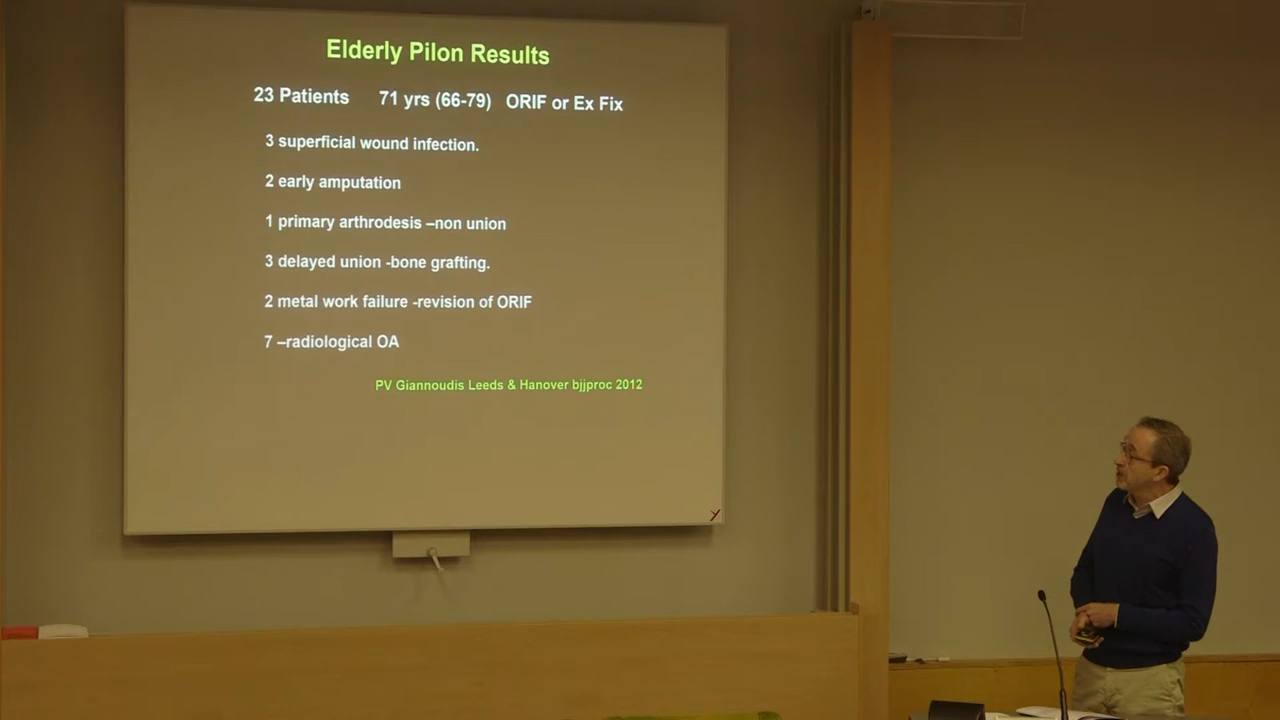 Elderly Pilon Results
23 Patients 71 yrs (66-79) ORIF or Ex Fix
3 superficial wound infection.
2 early amputation
1 primary arthrodesis –non union
3 delayed union -bone grafting.
2 metal work failure -revision of ORIF
7 –radiological OA
PV Giannoudis Leeds & Hanover bjjproc 2012